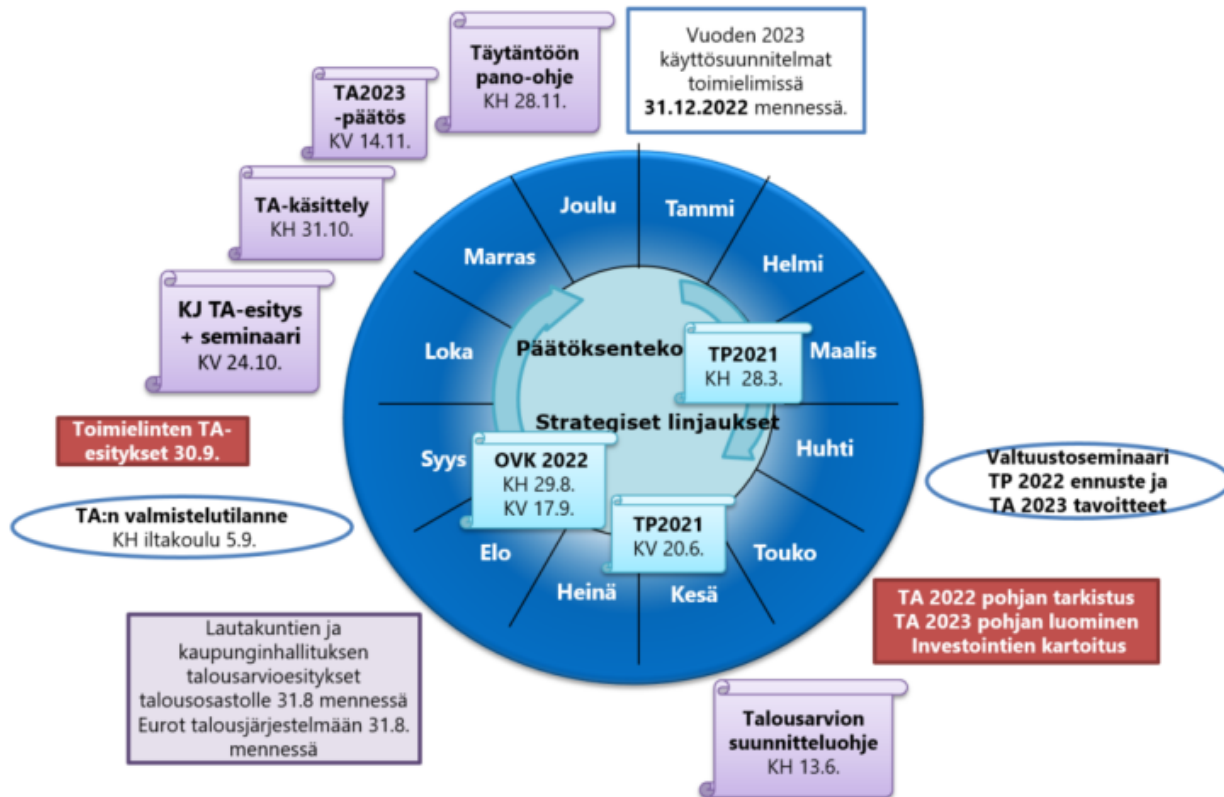 Täytäntöön
pano-ohje
KH 28.11.
Vuoden 2023
käyttösuunnitelmat
toimielimissä
31.12.2022 mennessä.
TA2023
-päätös
KV 14.11.
TA-käsittely
KH 31.10.
KJ TA-esitys
+ seminaari
KV 24.10.
Toimielinten TA-
esitykset 30.9.
TA:n valmistelutilanne
KH iltakoulu 5.9.
Lautakuntien ja
kaupunginhallituksen
talousarvioesitykset
talousosastolle 31.8 mennessä
Eurot talousjärjestelmään 31.8.
mennessä
Joulu
Tammi
Marras
Helmi
Loka
Maalis
Syys
Huhti
Elo
Touko
Heinä
Kesä
Päätöksenteko
TP2021
KH 28.3.
Strategiset linjaukset
OVK 2022
KH 29.8.
KV 17.9.
TP2021
KV 20.6.
Valtuustoseminaari
TP 2022 ennuste ja
TA 2023 tavoitteet
TA 2022 pohjan tarkistus
TA 2023 pohjan luominen
Investointien kartoitus
Talousarvion
suunnitteluohje
KH 13.6.